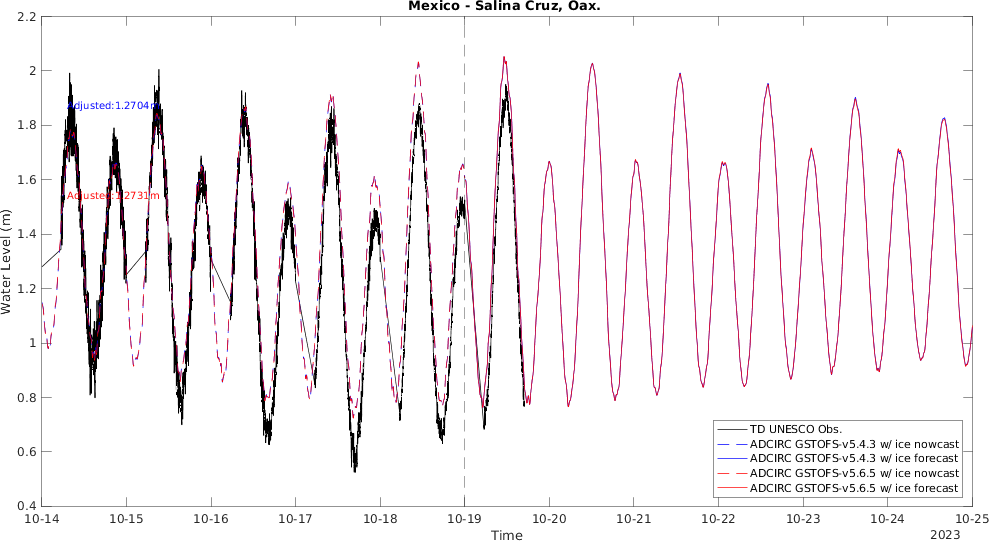 Mexico - Salina Cruz, Oax.
2.2
2
1.8
1.6
1.4
1.2
1
0.8
0.6
0.4
Water Level (m)
Adjusted:1.2704m
Adjusted:1.2731m
TD UNESCO Obs.
ADCIRC GSTOFS-v5.4.3 w/ ice nowcast
ADCIRC GSTOFS-v5.4.3 w/ ice forecast
ADCIRC GSTOFS-v5.6.5 w/ ice nowcast
ADCIRC GSTOFS-v5.6.5 w/ ice forecast
10-14 10-15 10-16 10-17 10-18 10-19 10-20 10-21 10-22 10-23 10-24 10-25
Time
2023